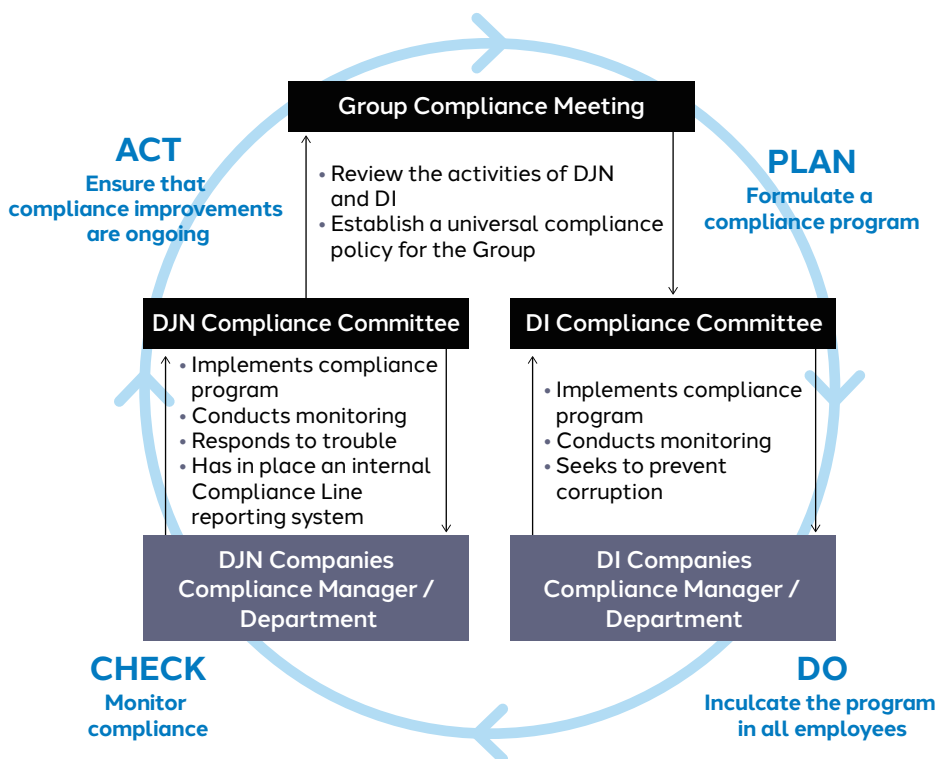 Group Compliance Meeting
ACT
Ensure that
compliance improvements
are ongoing
• Review the activities of DJN
and DI
• Establish a universal compliance
policy for the Group
PLAN
Formulate a
compliance program
DJN Compliance Committee
• Implements compliance
program
• Conducts monitoring
• Responds to trouble
• Has in place an internal
Compliance Line
reporting system
DI Compliance Committee
• Implements compliance
program
• Conducts monitoring
• Seeks to prevent
corruption
DJN Companies
Compliance Manager /
Department
DI Companies
Compliance Manager /
Department
CHECK
Monitor
compliance
DO
Inculcate the program
in all employees